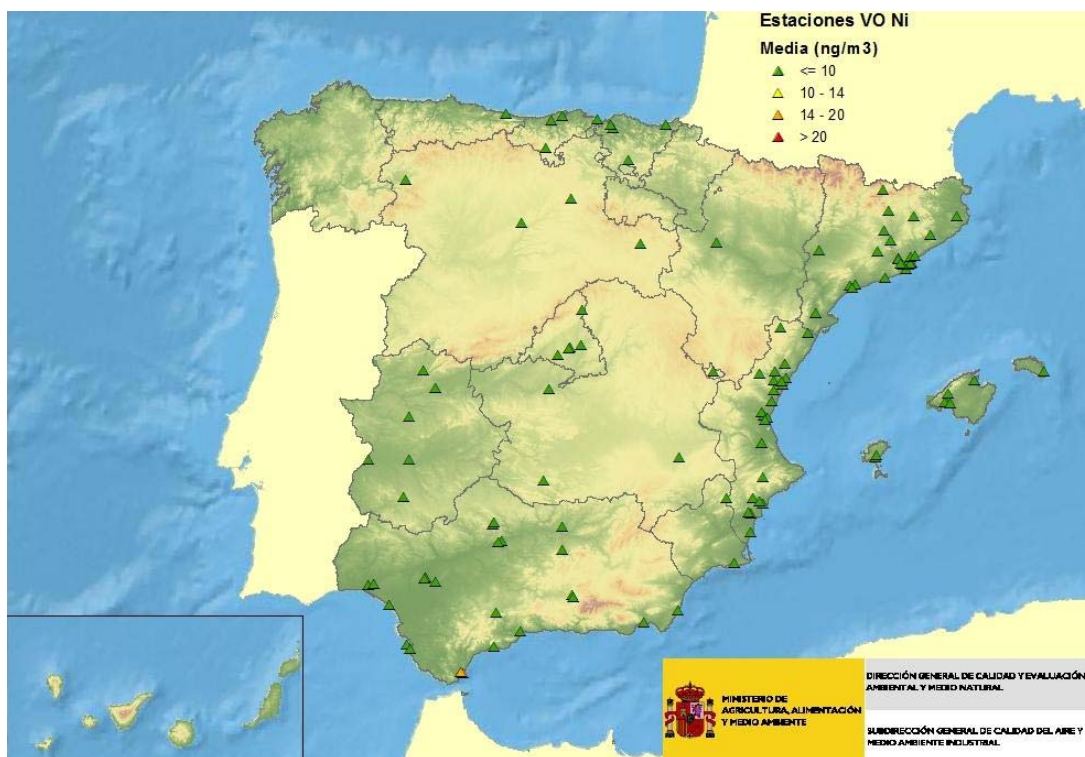 Estaciones VO Ni
Media (ng/m3)
<= 10
10 - 14
14 - 20
> 20
MINISTERIO DE
AGRICULTURA, ALIMENTACIÓN
Y MEDIO AMBIENTE
DIRECCIÓN GENERAL DE CALIDAD Y EVALUACIÓN
AMBIENTAL Y MEDIO NATURAL
SUBDIRECCIÓN GENERAL DE CALIDAD DEL AIRE Y
MEDIO AMBIENTE INDUSTRIAL